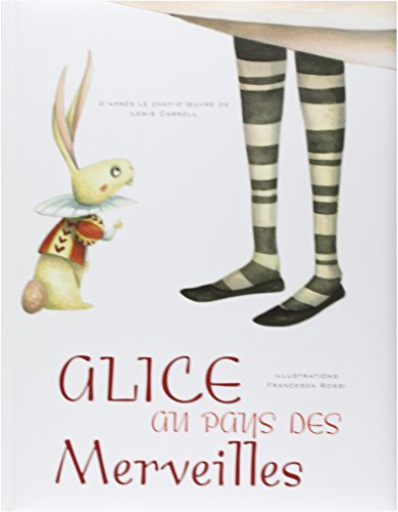 D'après le chef-d'œuvre de
Lewis Carroll
ALICE
illustrations
Francesca Rossi
au pays des
Merveilles